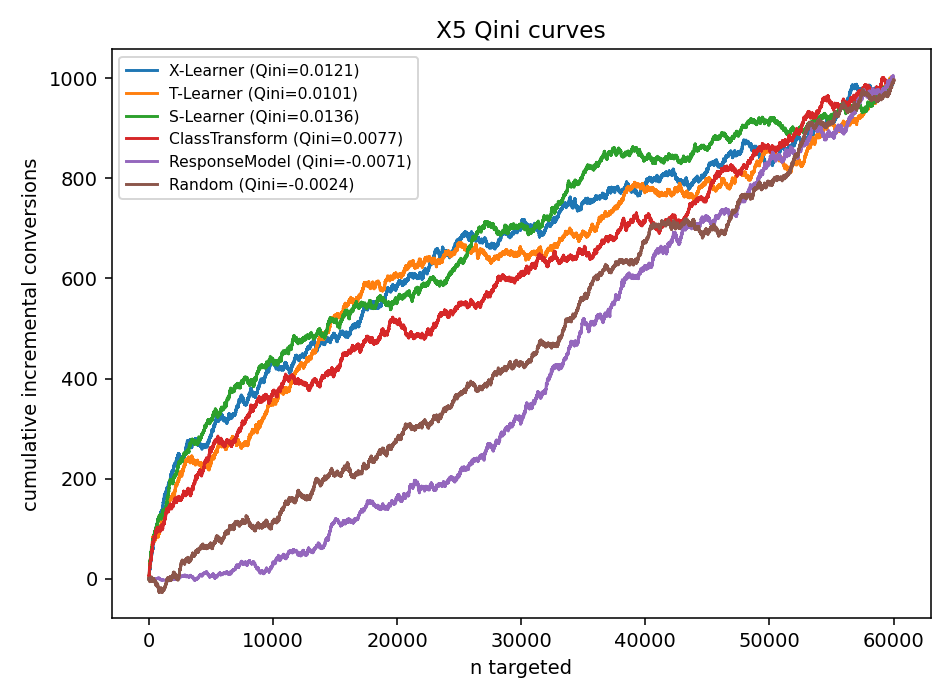 X5 Qini curves
X-Learner (Qini=0.0121)
T-Learner (Qini=0.0101)
S-Learner (Qini=0.0136)
ClassTransform (Qini=0.0077)
ResponseModel (Qini=-0.0071)
Random (Qini=-0.0024)
cumulative incremental conversions
1000
800
600
400
200
0
0 10000 20000 30000 40000 50000 60000
n targeted